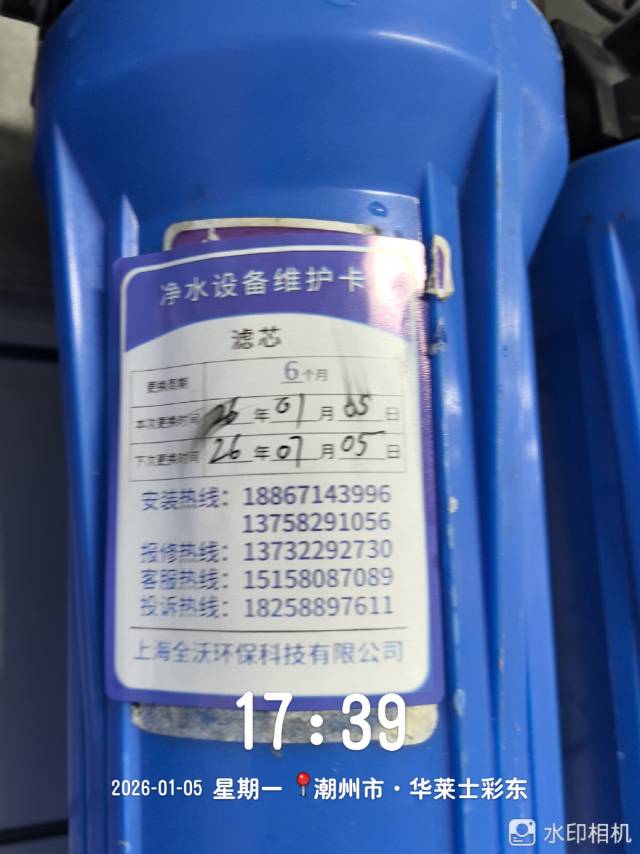 净水设备维护卡
滤芯
更换周期 6个月
本次更换时间 26年01月05日
下次更换时间 26年07月05日
安装热线：18867143996
13758291056
报修热线：13732292730
客服热线：15158087089
投诉热线：18258897611
上海全沃环保科技有限公司
17:39
2026-01-05 星期一 潮州市·华莱士彩东
水印相机